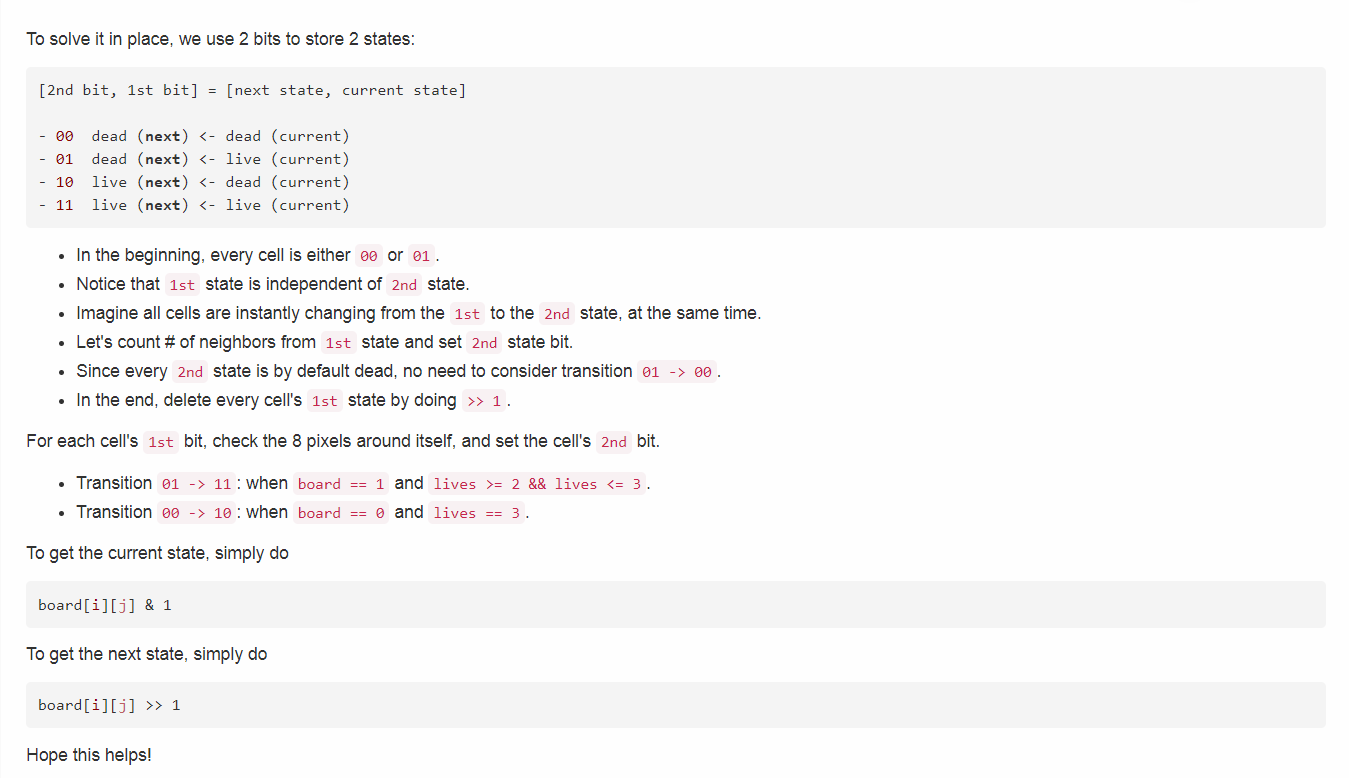 To solve it in place, we use 2 bits to store 2 states:
[2nd bit, 1st bit] = [next state, current state]
- 00  dead (next) <- dead (current)
- 01  dead (next) <- live (current)
- 10  live (next) <- dead (current)
- 11  live (next) <- live (current)
• In the beginning, every cell is either 00 or 01.
• Notice that 1st state is independent of 2nd state.
• Imagine all cells are instantly changing from the 1st to the 2nd state, at the same time.
• Let's count # of neighbors from 1st state and set 2nd state bit.
• Since every 2nd state is by default dead, no need to consider transition 01 -> 00.
• In the end, delete every cell's 1st state by doing >> 1.
For each cell's 1st bit, check the 8 pixels around itself, and set the cell's 2nd bit.
• Transition 01 -> 11: when board == 1 and lives >= 2 && lives <= 3.
• Transition 00 -> 10: when board == 0 and lives == 3.
To get the current state, simply do
board[i][j] & 1
To get the next state, simply do
board[i][j] >> 1
Hope this helps!